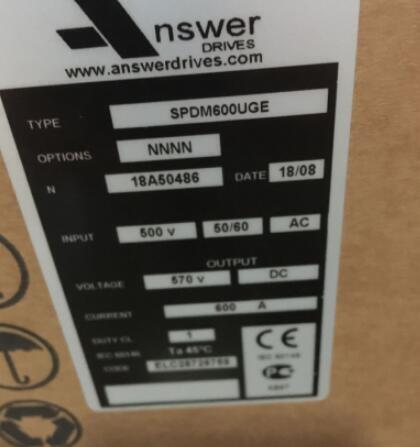 Answer
DRIVES
www.answerdrives.com
TYPE SPDM600UGE
OPTIONS NNNN
N 18A50486 DATE 18/08
INPUT 500 v 50/60 AC
OUTPUT
VOLTAGE 570 v DC
CURRENT 600 A
DUTY CL. 1
Ta 45°C
CODE
CE